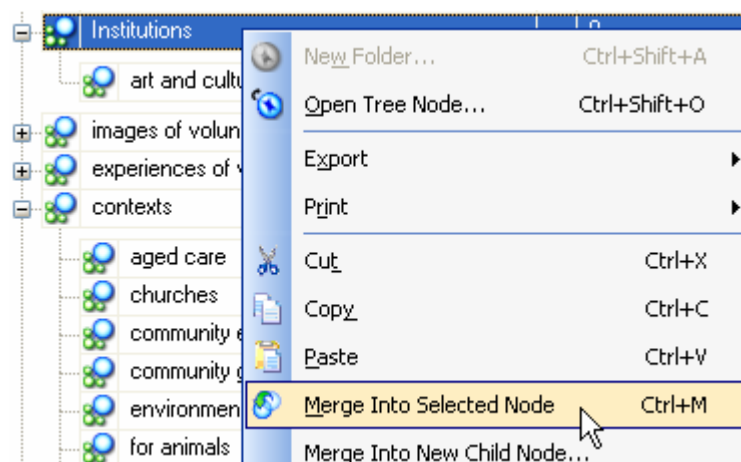 Institutions 0
New Folder... Ctrl+Shift+A
art and cultu
Open Tree Node... Ctrl+Shift+O
images of volun
Export
experiences of v
contexts
Print
aged care
Cut Ctrl+X
churches
Copy Ctrl+C
community e
Paste Ctrl+V
community g
environmen
Merge Into Selected Node Ctrl+M
for animals
Merge Into New Child Node...